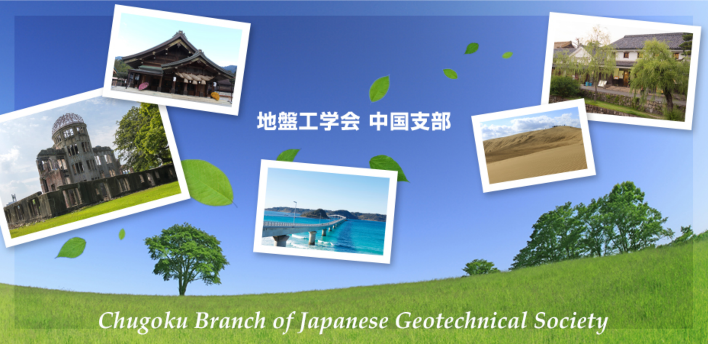 地盤工学会 中国支部
Chugoku Branch of Japanese Geotechnical Society